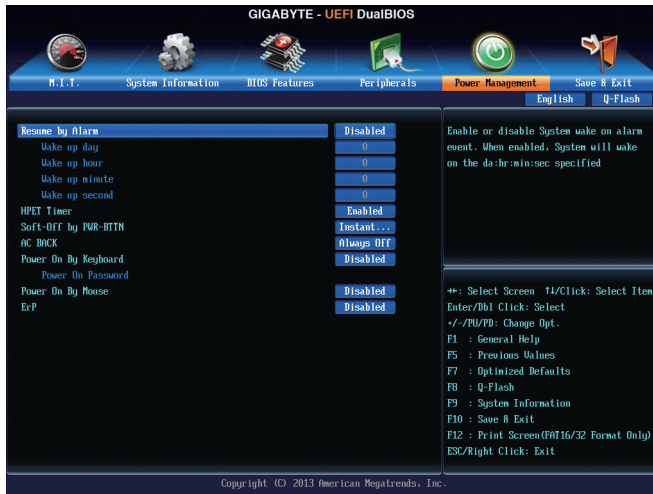 GIGABYTE - UEFI DualBIOS
M.I.T. System Information BIOS Features Peripherals Power Management Save & Exit
English Q-Flash
Resume by Alarm Disabled
Wake up day 0
Wake up hour 0
Wake up minute 0
Wake up second 0
HPET Timer Enabled
Soft-Off by PWR-BTTN Instant...
AC BACK Always Off
Power On By Keyboard Disabled
Power On Password
Power On By Mouse Disabled
ErP Disabled
Enable or disable System wake on alarm
event. When enabled, System will wake
on the da:hr:min:sec specified
→←: Select Screen ↑↓/Click: Select Item
Enter/Dbl Click: Select
+/-/PU/PD: Change Opt.
F1 : General Help
F5 : Previous Values
F7 : Optimized Defaults
F8 : Q-Flash
F9 : System Information
F10 : Save & Exit
F12 : Print Screen(FAT16/32 Format Only)
ESC/Right Click: Exit
Copyright (C) 2013 American Megatrends, Inc.